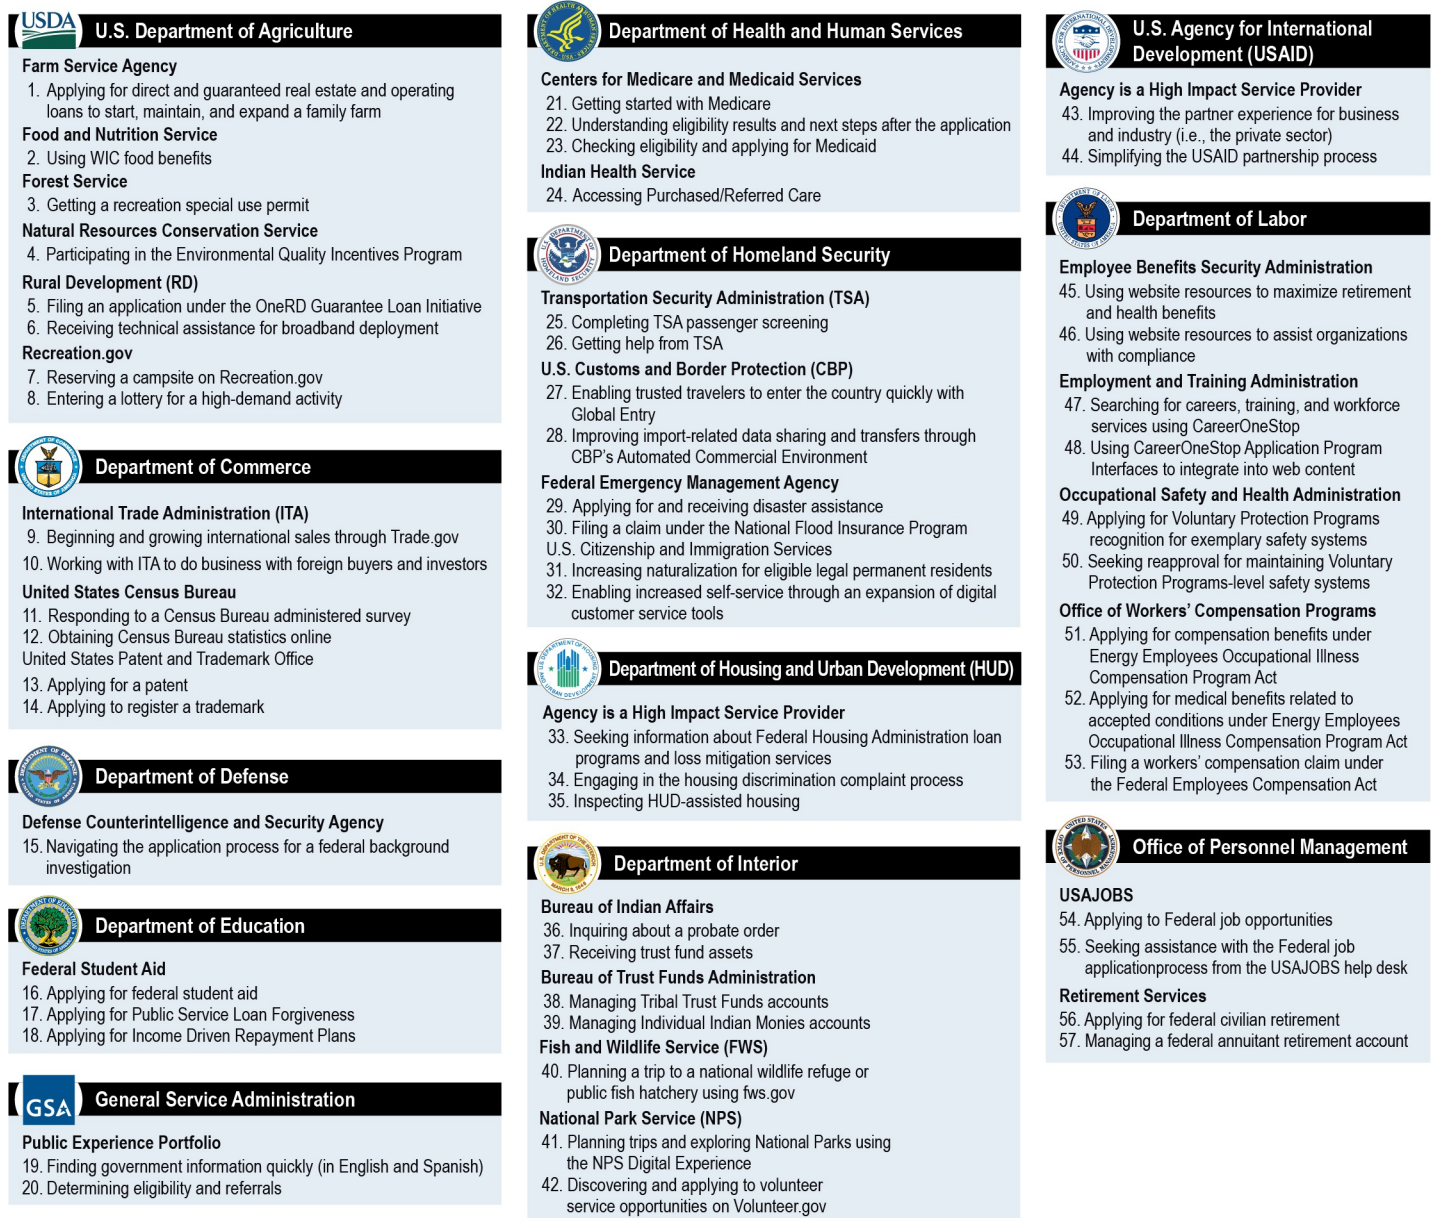 USDA
U.S. Department of Agriculture
Farm Service Agency
1. Applying for direct and guaranteed real estate and operating
loans to start, maintain, and expand a family farm
Food and Nutrition Service
2. Using WIC food benefits
Forest Service
3. Getting a recreation special use permit
Natural Resources Conservation Service
4. Participating in the Environmental Quality Incentives Program
Rural Development (RD)
5. Filing an application under the OneRD Guarantee Loan Initiative
6. Receiving technical assistance for broadband deployment
Recreation.gov
7. Reserving a campsite on Recreation.gov
8. Entering a lottery for a high-demand activity
Department of Commerce
International Trade Administration (ITA)
9. Beginning and growing international sales through Trade.gov
10. Working with ITA to do business with foreign buyers and investors
United States Census Bureau
11. Responding to a Census Bureau administered survey
12. Obtaining Census Bureau statistics online
United States Patent and Trademark Office
13. Applying for a patent
14. Applying to register a trademark
Department of Defense
Defense Counterintelligence and Security Agency
15. Navigating the application process for a federal background
investigation
Department of Education
Federal Student Aid
16. Applying for federal student aid
17. Applying for Public Service Loan Forgiveness
18. Applying for Income Driven Repayment Plans
GSA
General Service Administration
Public Experience Portfolio
19. Finding government information quickly (in English and Spanish)
20. Determining eligibility and referrals
Department of Health and Human Services
Centers for Medicare and Medicaid Services
21. Getting started with Medicare
22. Understanding eligibility results and next steps after the application
23. Checking eligibility and applying for Medicaid
Indian Health Service
24. Accessing Purchased/Referred Care
Department of Homeland Security
Transportation Security Administration (TSA)
25. Completing TSA passenger screening
26. Getting help from TSA
U.S. Customs and Border Protection (CBP)
27. Enabling trusted travelers to enter the country quickly with
Global Entry
28. Improving import-related data sharing and transfers through
CBP's Automated Commercial Environment
Federal Emergency Management Agency
29. Applying for and receiving disaster assistance
30. Filing a claim under the National Flood Insurance Program
U.S. Citizenship and Immigration Services
31. Increasing naturalization for eligible legal permanent residents
32. Enabling increased self-service through an expansion of digital
customer service tools
Department of Housing and Urban Development (HUD)
Agency is a High Impact Service Provider
33. Seeking information about Federal Housing Administration loan
programs and loss mitigation services
34. Engaging in the housing discrimination complaint process
35. Inspecting HUD-assisted housing
Department of Interior
Bureau of Indian Affairs
36. Inquiring about a probate order
37. Receiving trust fund assets
Bureau of Trust Funds Administration
38. Managing Tribal Trust Funds accounts
39. Managing Individual Indian Monies accounts
Fish and Wildlife Service (FWS)
40. Planning a trip to a national wildlife refuge or
public fish hatchery using fws.gov
National Park Service (NPS)
41. Planning trips and exploring National Parks using
the NPS Digital Experience
42. Discovering and applying to volunteer
service opportunities on Volunteer.gov
U.S. Agency for International
Development (USAID)
Agency is a High Impact Service Provider
43. Improving the partner experience for business
and industry (i.e., the private sector)
44. Simplifying the USAID partnership process
Department of Labor
Employee Benefits Security Administration
45. Using website resources to maximize retirement
and health benefits
46. Using website resources to assist organizations
with compliance
Employment and Training Administration
47. Searching for careers, training, and workforce
services using CareerOneStop
48. Using CareerOneStop Application Program
Interfaces to integrate into web content
Occupational Safety and Health Administration
49. Applying for Voluntary Protection Programs
recognition for exemplary safety systems
50. Seeking reapproval for maintaining Voluntary
Protection Programs-level safety systems
Office of Workers' Compensation Programs
51. Applying for compensation benefits under
Energy Employees Occupational Illness
Compensation Program Act
52. Applying for medical benefits related to
accepted conditions under Energy Employees
Occupational Illness Compensation Program Act
53. Filing a workers' compensation claim under
the Federal Employees Compensation Act
Office of Personnel Management
USAJOBS
54. Applying to Federal job opportunities
55. Seeking assistance with the Federal job
applicationprocess from the USAJOBS help desk
Retirement Services
56. Applying for federal civilian retirement
57. Managing a federal annuitant retirement account